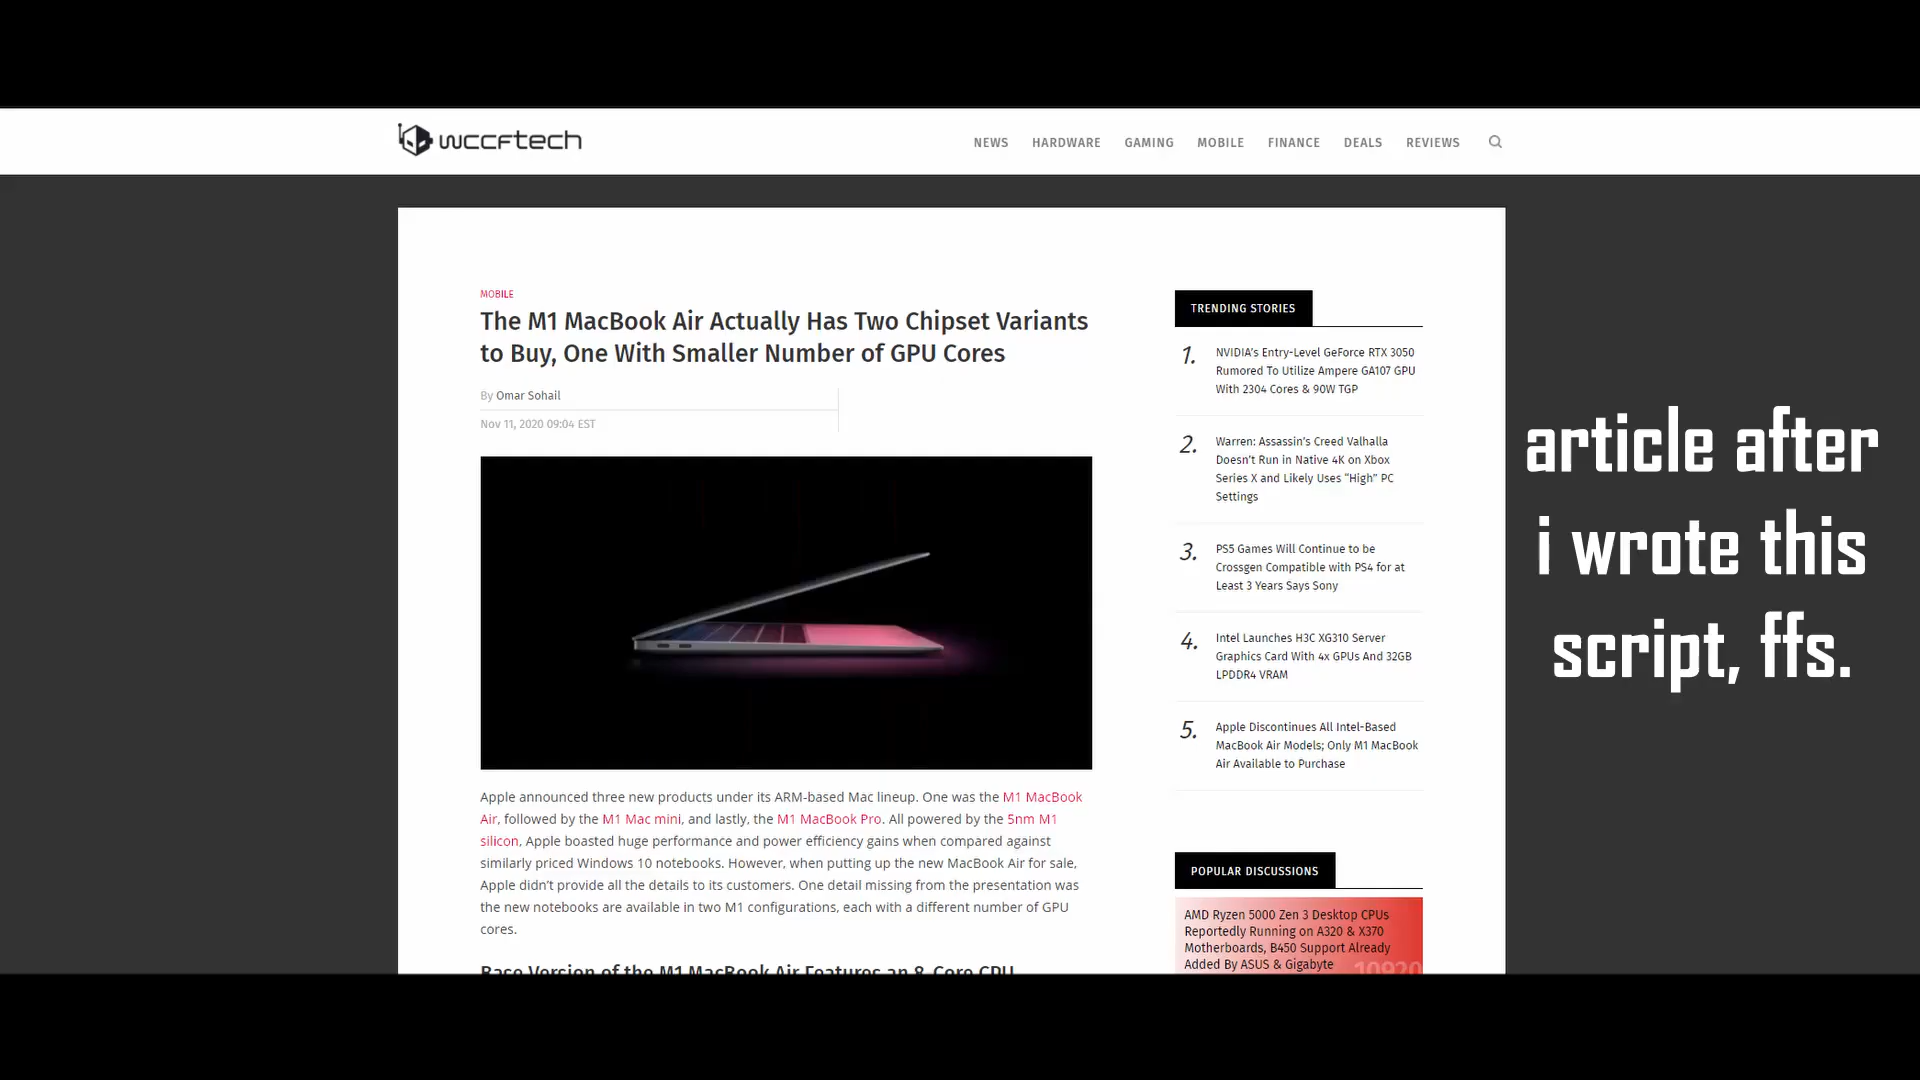 wccftech
NEWS HARDWARE GAMING MOBILE FINANCE DEALS REVIEWS
MOBILE
The M1 MacBook Air Actually Has Two Chipset Variants
to Buy, One With Smaller Number of GPU Cores
By Omar Sohail
Nov 11, 2020 09:04 EST
Apple announced three new products under its ARM-based Mac lineup. One was the M1 MacBook
Air, followed by the M1 Mac mini, and lastly, the M1 MacBook Pro. All powered by the 5nm M1
silicon, Apple boasted huge performance and power efficiency gains when compared against
similarly priced Windows 10 notebooks. However, when putting up the new MacBook Air for sale,
Apple didn't provide all the details to its customers. One detail missing from the presentation was
the new notebooks are available in two M1 configurations, each with a different number of GPU
cores.
Base Version of the M1 MacBook Air Features an 8-Core CPU
TRENDING STORIES
1.
NVIDIA's Entry-Level GeForce RTX 3050
Rumored To Utilize Ampere GA107 GPU
With 2304 Cores & 90W TGP
2.
Warren: Assassin's Creed Valhalla
Doesn't Run in Native 4K on Xbox
Series X and Likely Uses “High” PC
Settings
3.
PS5 Games Will Continue to be
Crossgen Compatible with PS4 for at
Least 3 Years Says Sony
4.
Intel Launches H3C XG310 Server
Graphics Card With 4x GPUs And 32GB
LPDDR4 VRAM
5.
Apple Discontinues All Intel-Based
MacBook Air Models; Only M1 MacBook
Air Available to Purchase
POPULAR DISCUSSIONS
AMD Ryzen 5000 Zen 3 Desktop CPUs
Reportedly Running on A320 & X370
Motherboards, B450 Support Already
Added By ASUS & Gigabyte
10920
article after
i wrote this
script, ffs.